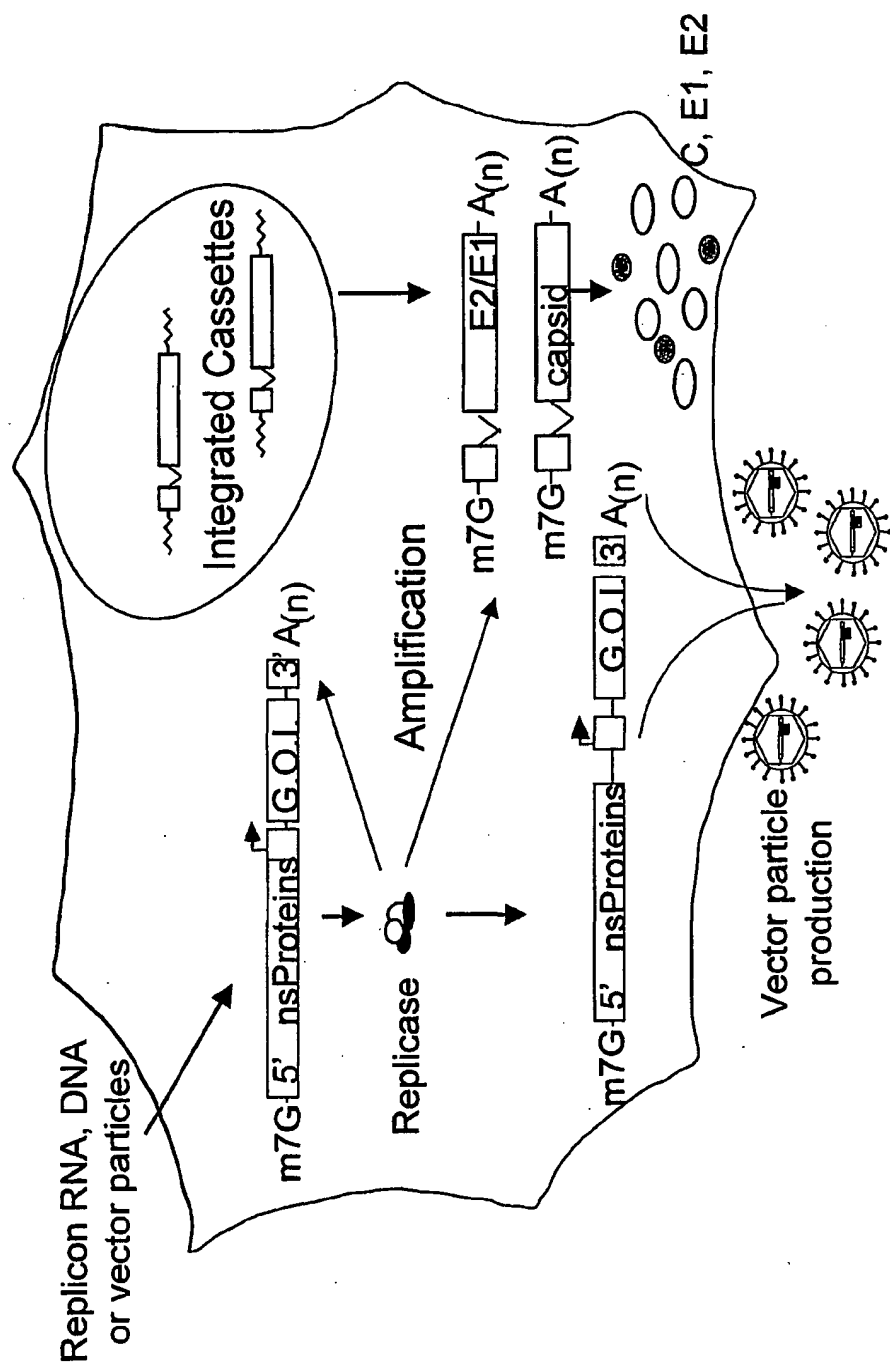 Replicon RNA, DNA
or vector particles
Integrated Cassettes
m7G 5' nsProteins G.O.I. 3' A(n)
Replicase
Amplification
m7G E2/E1 A(n)
m7G capsid A(n)
C, E1, E2
m7G 5' nsProteins G.O.I. 3' A(n)
Vector particle
production